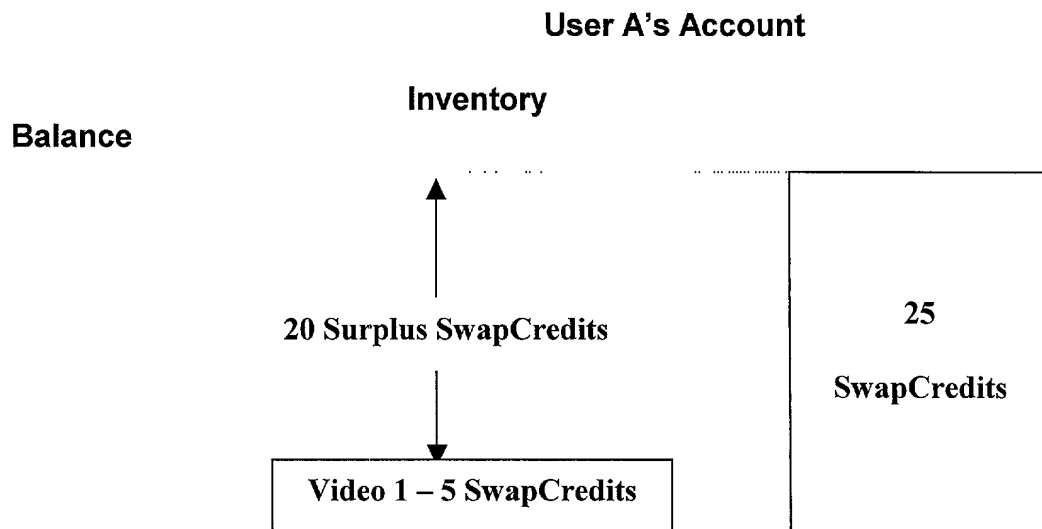 User A's Account
Inventory
Balance
20 Surplus SwapCredits
25
SwapCredits
Video 1 – 5 SwapCredits